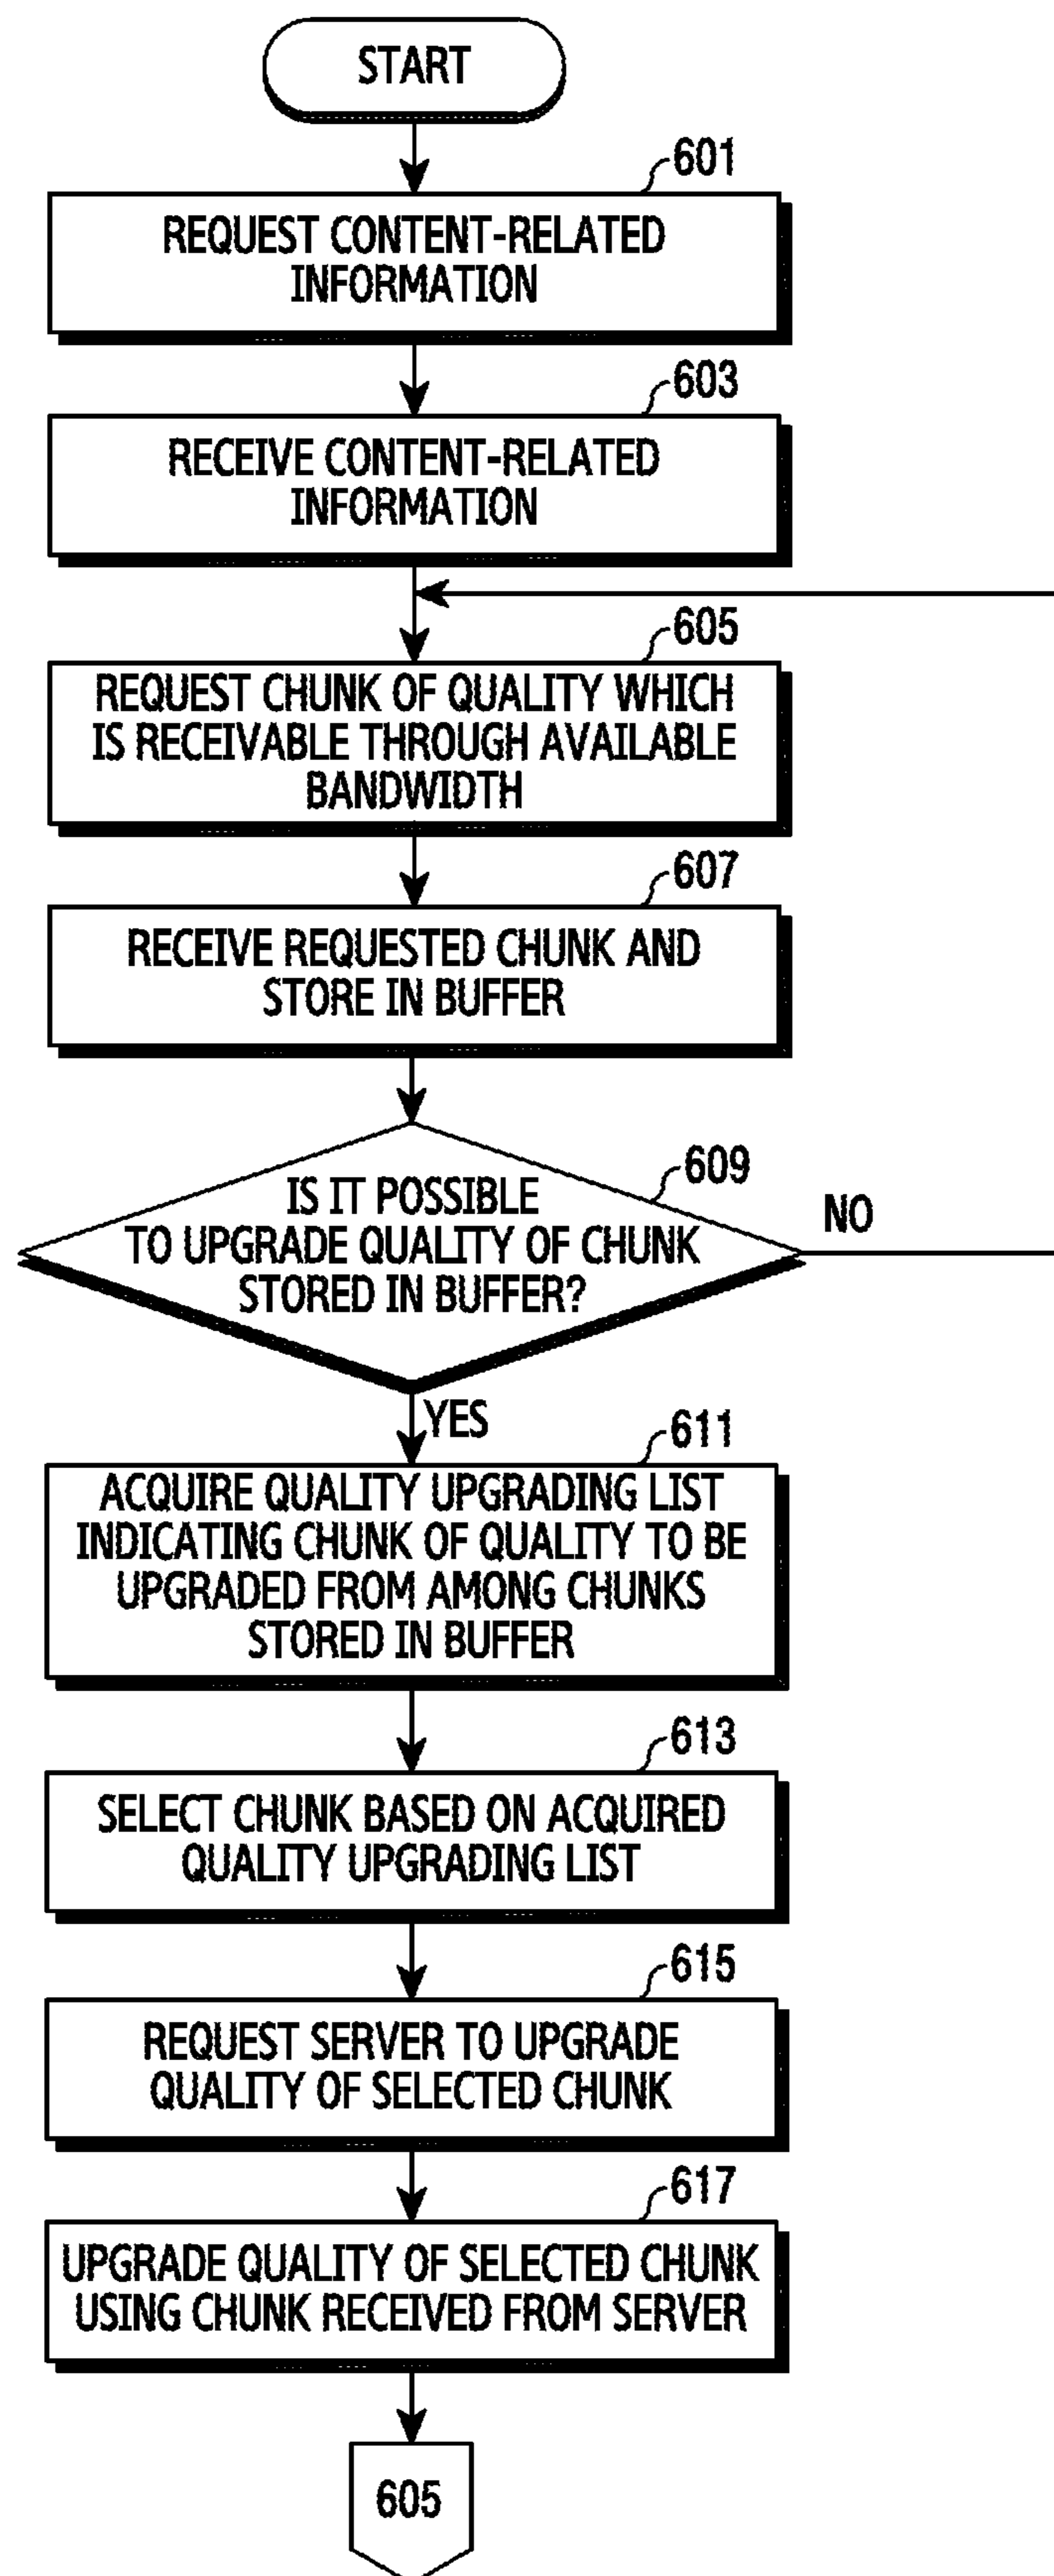 START
601
REQUEST CONTENT-RELATED
INFORMATION
603
RECEIVE CONTENT-RELATED
INFORMATION
605
REQUEST CHUNK OF QUALITY WHICH
IS RECEIVABLE THROUGH AVAILABLE
BANDWIDTH
607
RECEIVE REQUESTED CHUNK AND
STORE IN BUFFER
609
IS IT POSSIBLE
TO UPGRADE QUALITY OF CHUNK
STORED IN BUFFER?
NO
YES
611
ACQUIRE QUALITY UPGRADING LIST
INDICATING CHUNK OF QUALITY TO BE
UPGRADED FROM AMONG CHUNKS
STORED IN BUFFER
613
SELECT CHUNK BASED ON ACQUIRED
QUALITY UPGRADING LIST
615
REQUEST SERVER TO UPGRADE
QUALITY OF SELECTED CHUNK
617
UPGRADE QUALITY OF SELECTED CHUNK
USING CHUNK RECEIVED FROM SERVER
605